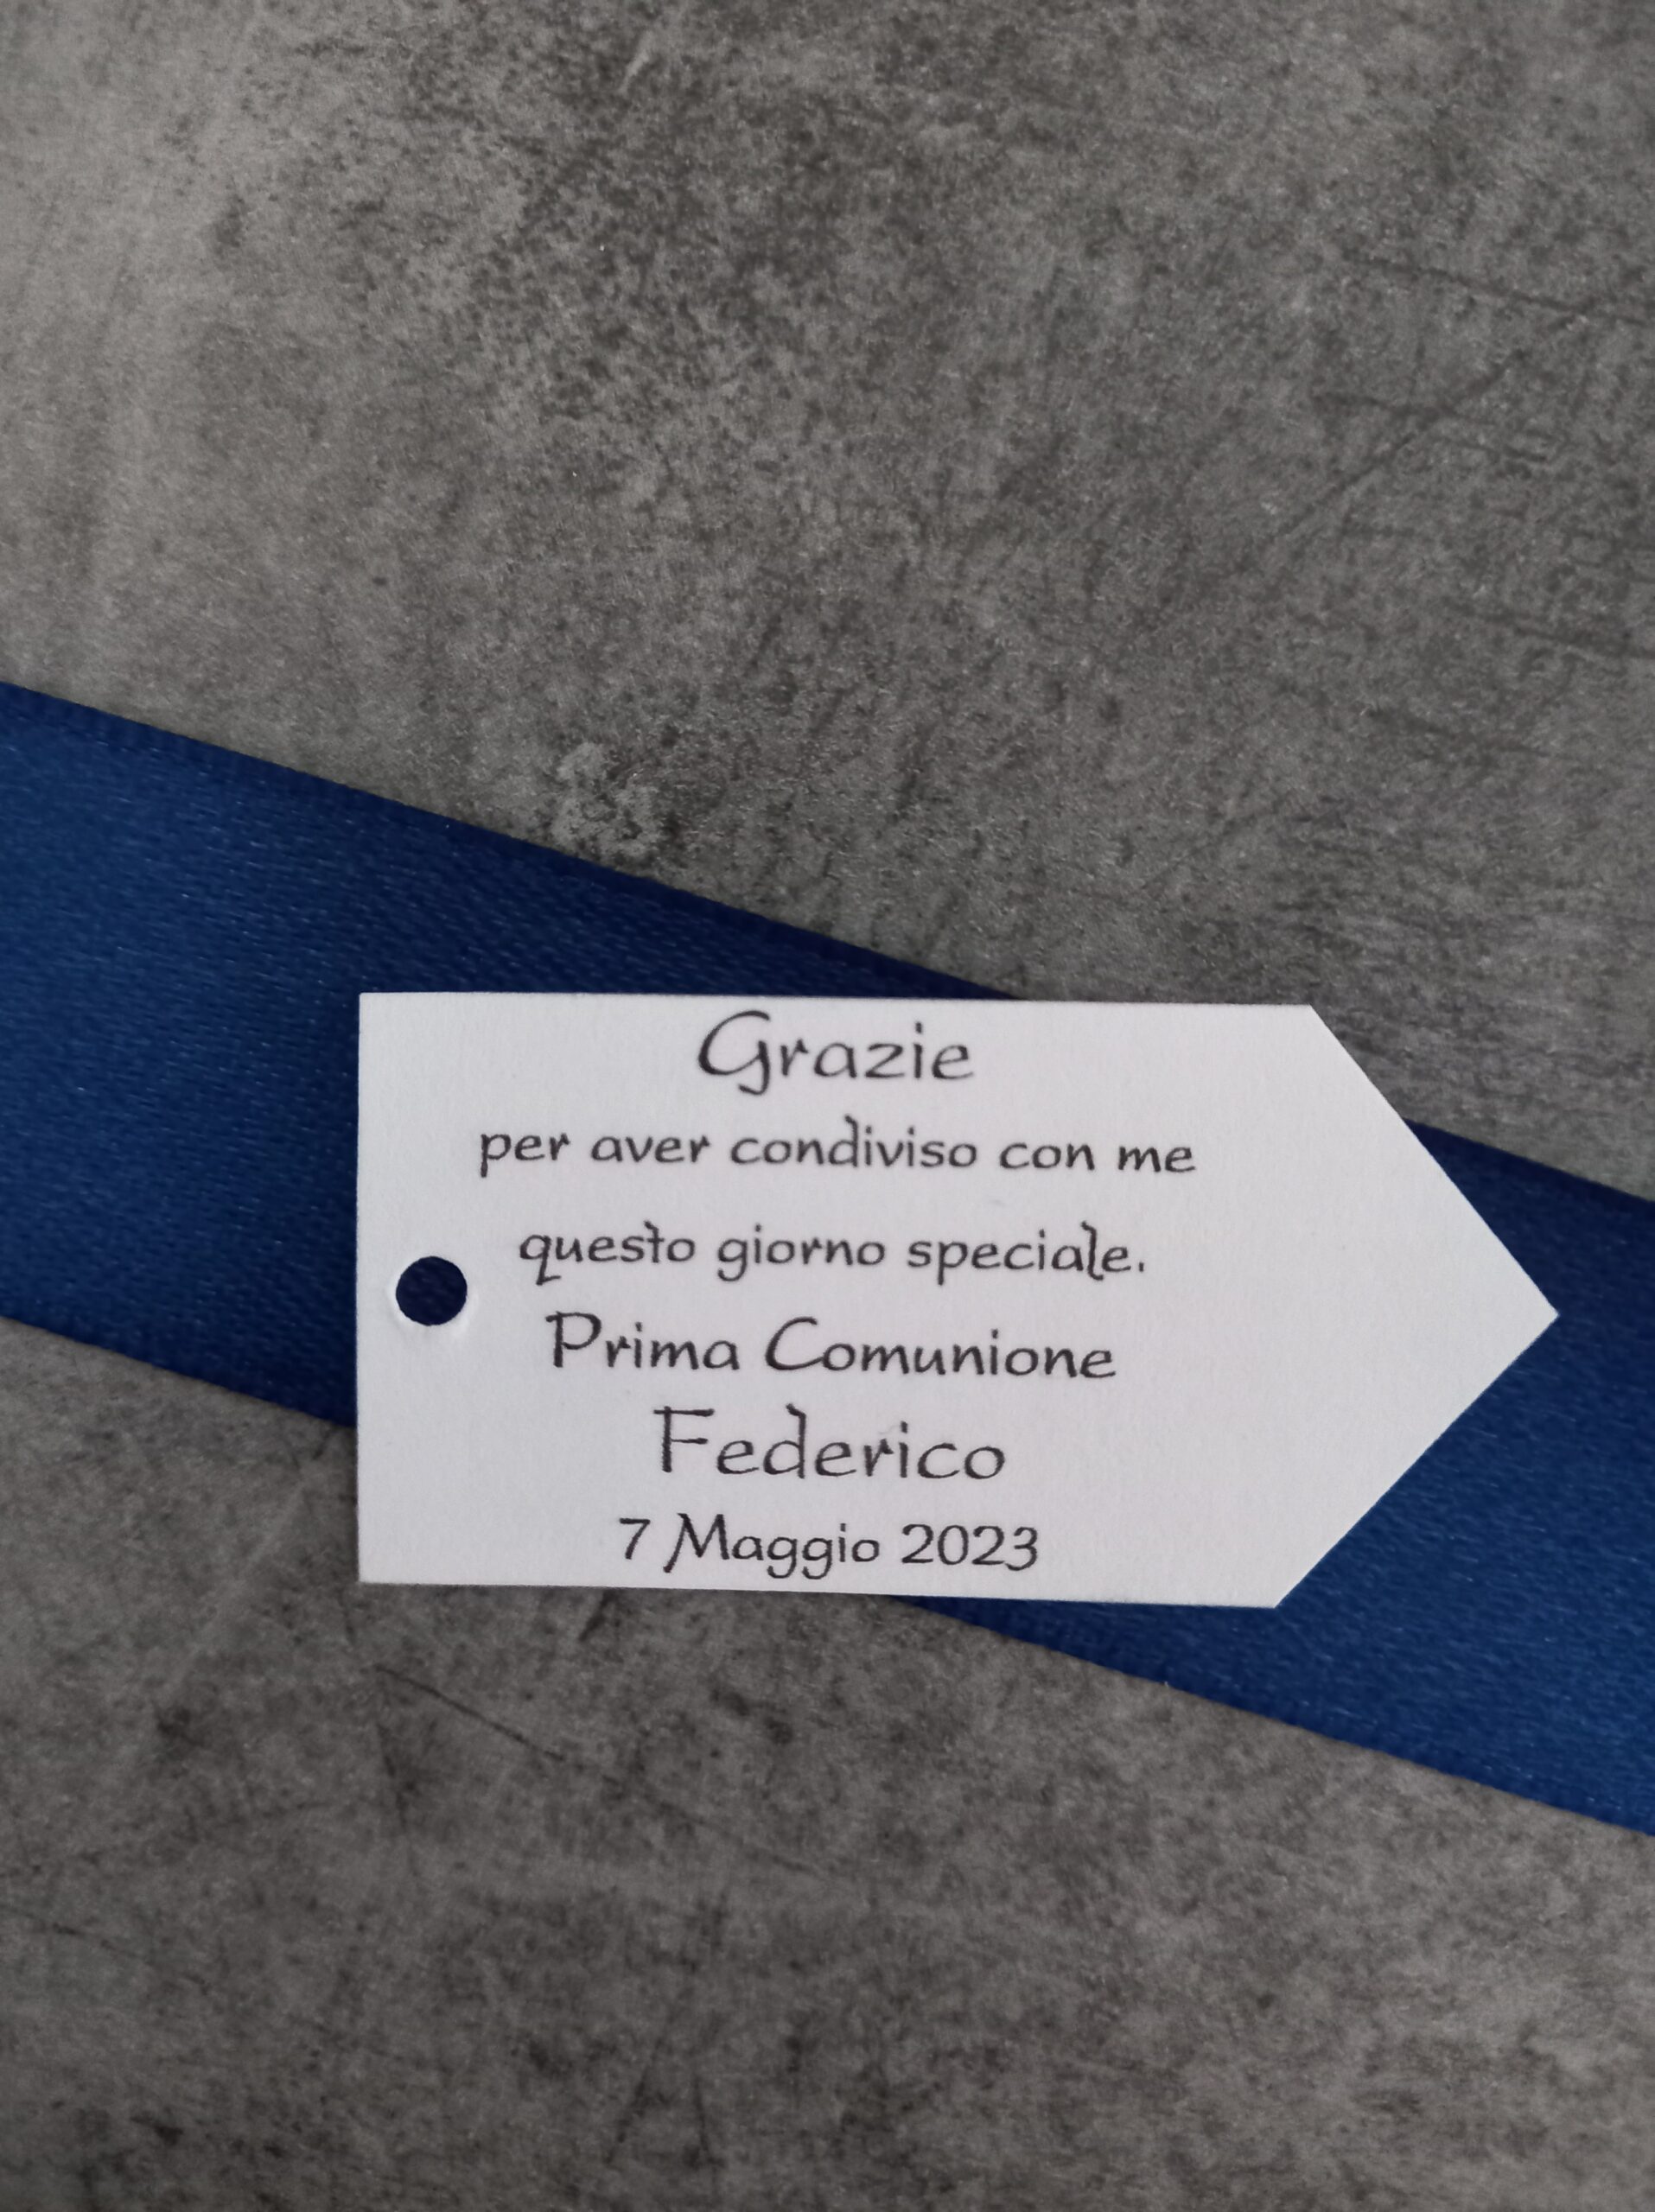 Grazie
per aver condiviso con me
questo giorno speciale.
Prima Comunione
Federico
7 Maggio 2023